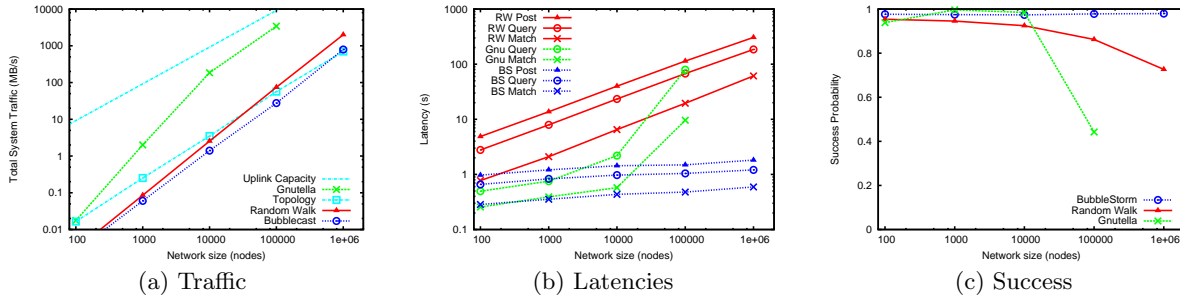 Total System Traffic (MB/s)
10000
1000
100
10
1
0.1
0.01
Uplink Capacity
Gnutella
Topology
Random Walk
Bubblecast
100
1000
10000
100000
1e+06
Network size (nodes)
(a) Traffic
Latency (s)
1000
100
10
1
0.1
RW Post
RW Query
RW Match
Gnu Query
Gnu Match
BS Post
BS Query
BS Match
100
1000
10000
100000
1e+06
Network size (nodes)
(b) Latencies
Success Probability
1
0.8
0.6
0.4
0.2
0
BubbleStorm
Random Walk
Gnutella
100
1000
10000
100000
1e+06
Network size (nodes)
(c) Success